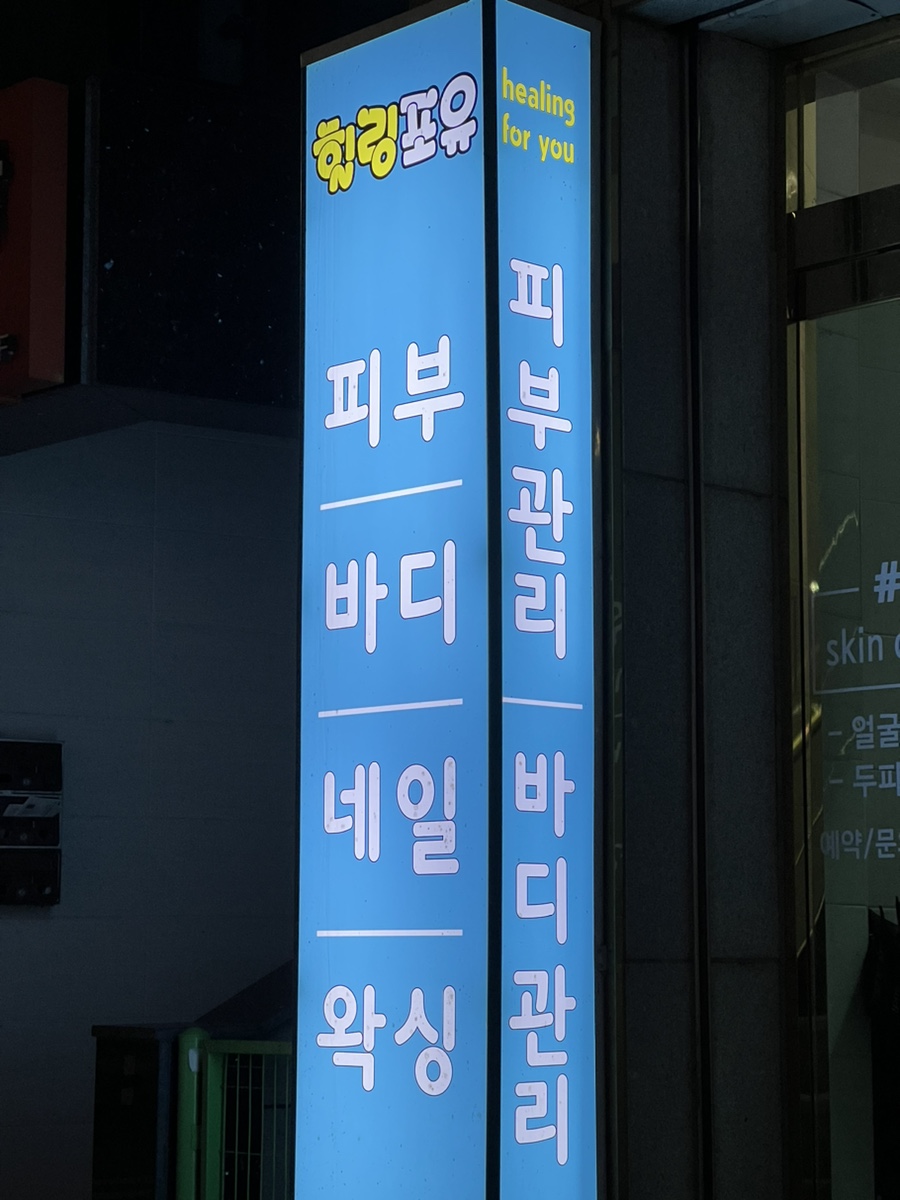 힐링포유
피부
바디
네일
왁싱
healing
for you
피부관리
바디관리
#
skin
- 얼굴
- 두피
예약/문